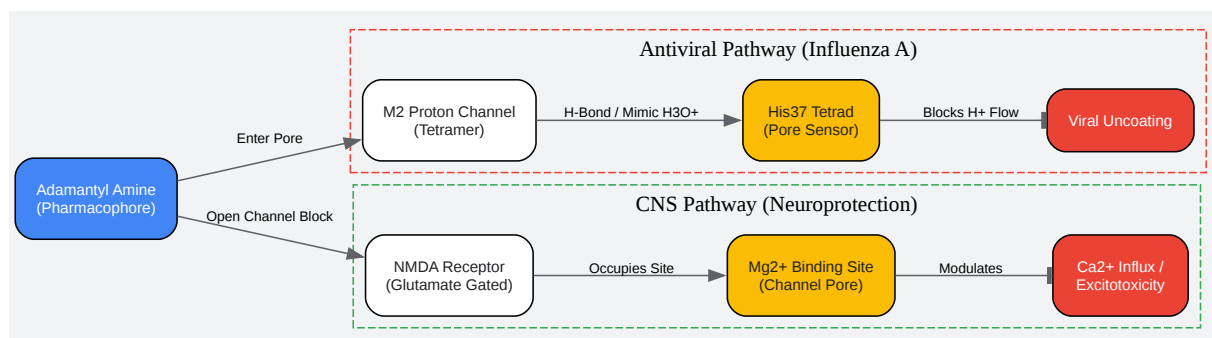 Antiviral Pathway (Influenza A)
M2 Proton Channel
(Tetramer)
H-Bond / Mimic H3O+
His37 Tetrad
(Pore Sensor)
Blocks H+ Flow
Viral Uncoating
Enter Pore
Adamantyl Amine
(Pharmacophore)
Open Channel Block
CNS Pathway (Neuroprotection)
NMDA Receptor
(Glutamate Gated)
Occupies Site
Mg2+ Binding Site
(Channel Pore)
Modulates
Ca2+ Influx /
Excitotoxicity